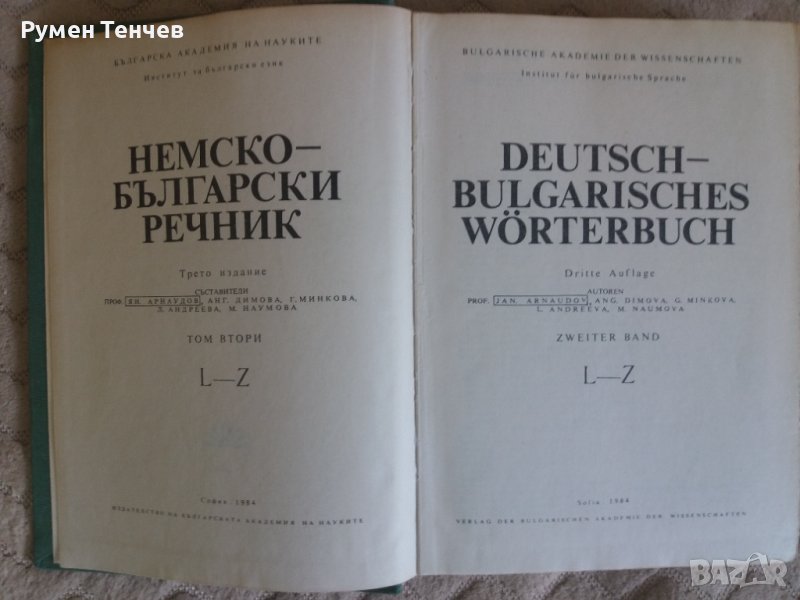 Румен Тенчев
БЪЛГАРСКА АКАДЕМИЯ НА НАУКИТЕ
Институт за български език
НЕМСКО—
БЪЛГАРСКИ
РЕЧНИК
Трето издание
СЪСТАВИТЕЛИ
ПРОФ. ЯН. АРНАУДОВ, АНГ. ДИМОВА, Г. МИНКОВА,
Л. АНДРЕЕВА, М. НАУМОВА
ТОМ ВТОРИ
L—Z
София 1984
ИЗДАТЕЛСТВО НА БЪЛГАРСКАТА АКАДЕМИЯ НА НАУКИТЕ
BULGARISCHE AKADEMIE DER WISSENSCHAFTEN
Institut für bulgarische Sprache
DEUTSCH—
BULGARISCHES
WÖRTERBUCH
Dritte Auflage
AUTOREN
PROF. JAN. ARNAUDOV, ANG. DIMOVA, G. MINKOVA,
L. ANDREEVA, M. NAUMOVA
ZWEITER BAND
L—Z
Sofia 1984
VERLAG DER BULGARISCHEN AKADEMIE DER WISSENSCHAFTEN
BAZAR